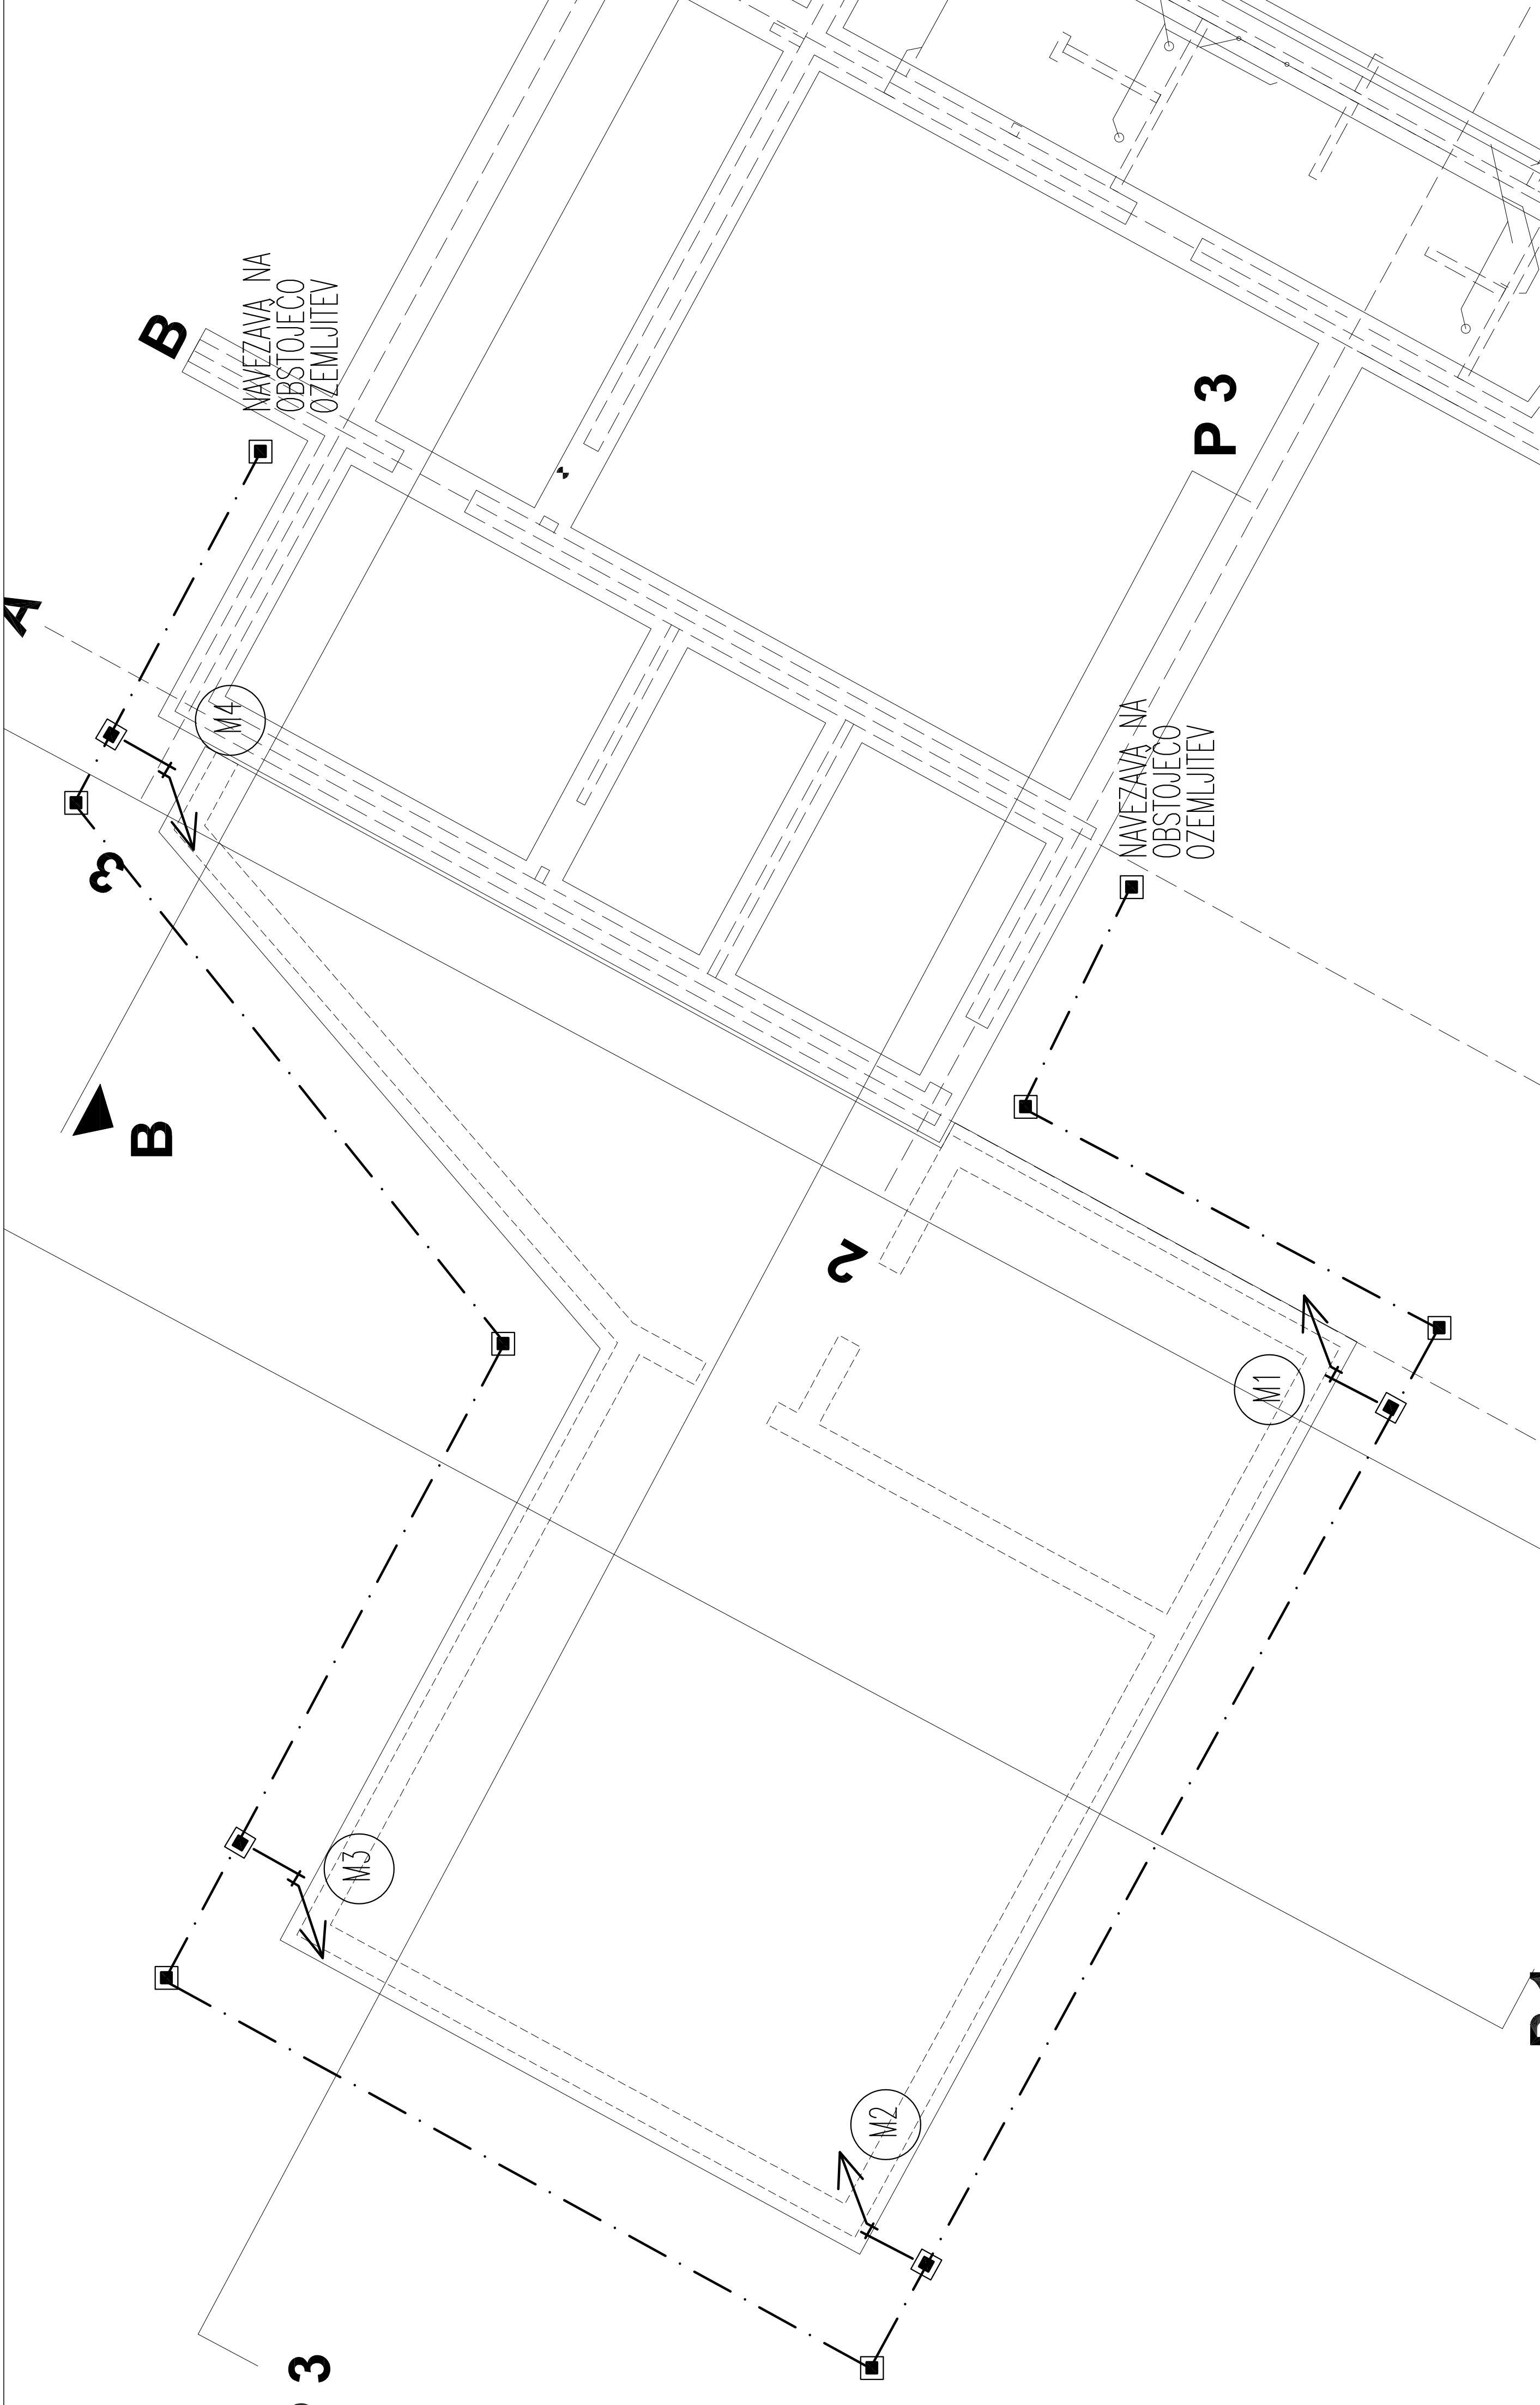 B
NAVEZAVA NA
OBSTOJEČO
OZEMLJITEV
A
P 3
M4
NAVEZAVA NA
OBSTOJEČO
OZEMLJITEV
3
B
2
M1
M3
M2
3